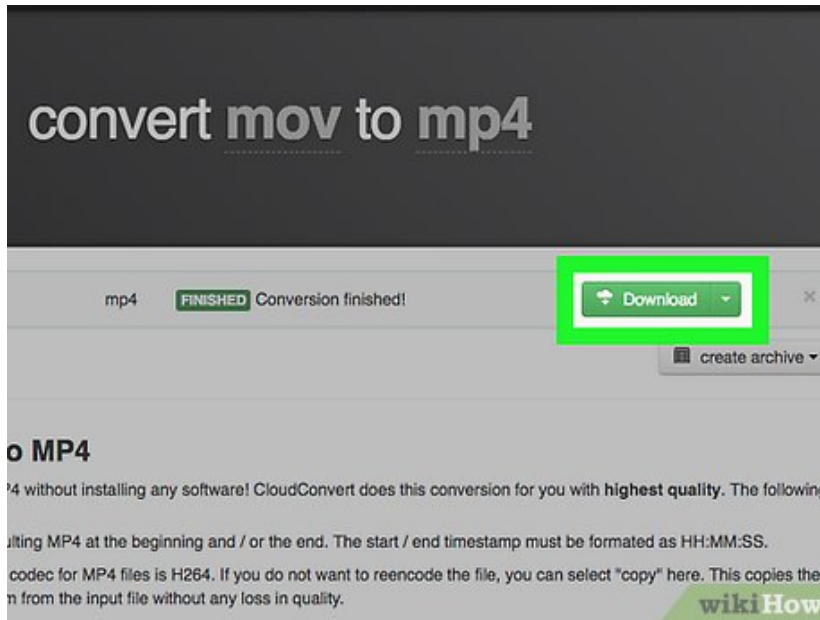 convert mov to mp4
mp4 FINISHED Conversion finished! Download
create archive
o MP4
P4 without installing any software! CloudConvert does this conversion for you with highest quality. The following
ulting MP4 at the beginning and / or the end. The start / end timestamp must be formated as HH:MM:SS.
codec for MP4 files is H264. If you do not want to reencode the file, you can select "copy" here. This copies the
m from the input file without any loss in quality.
wikiHow